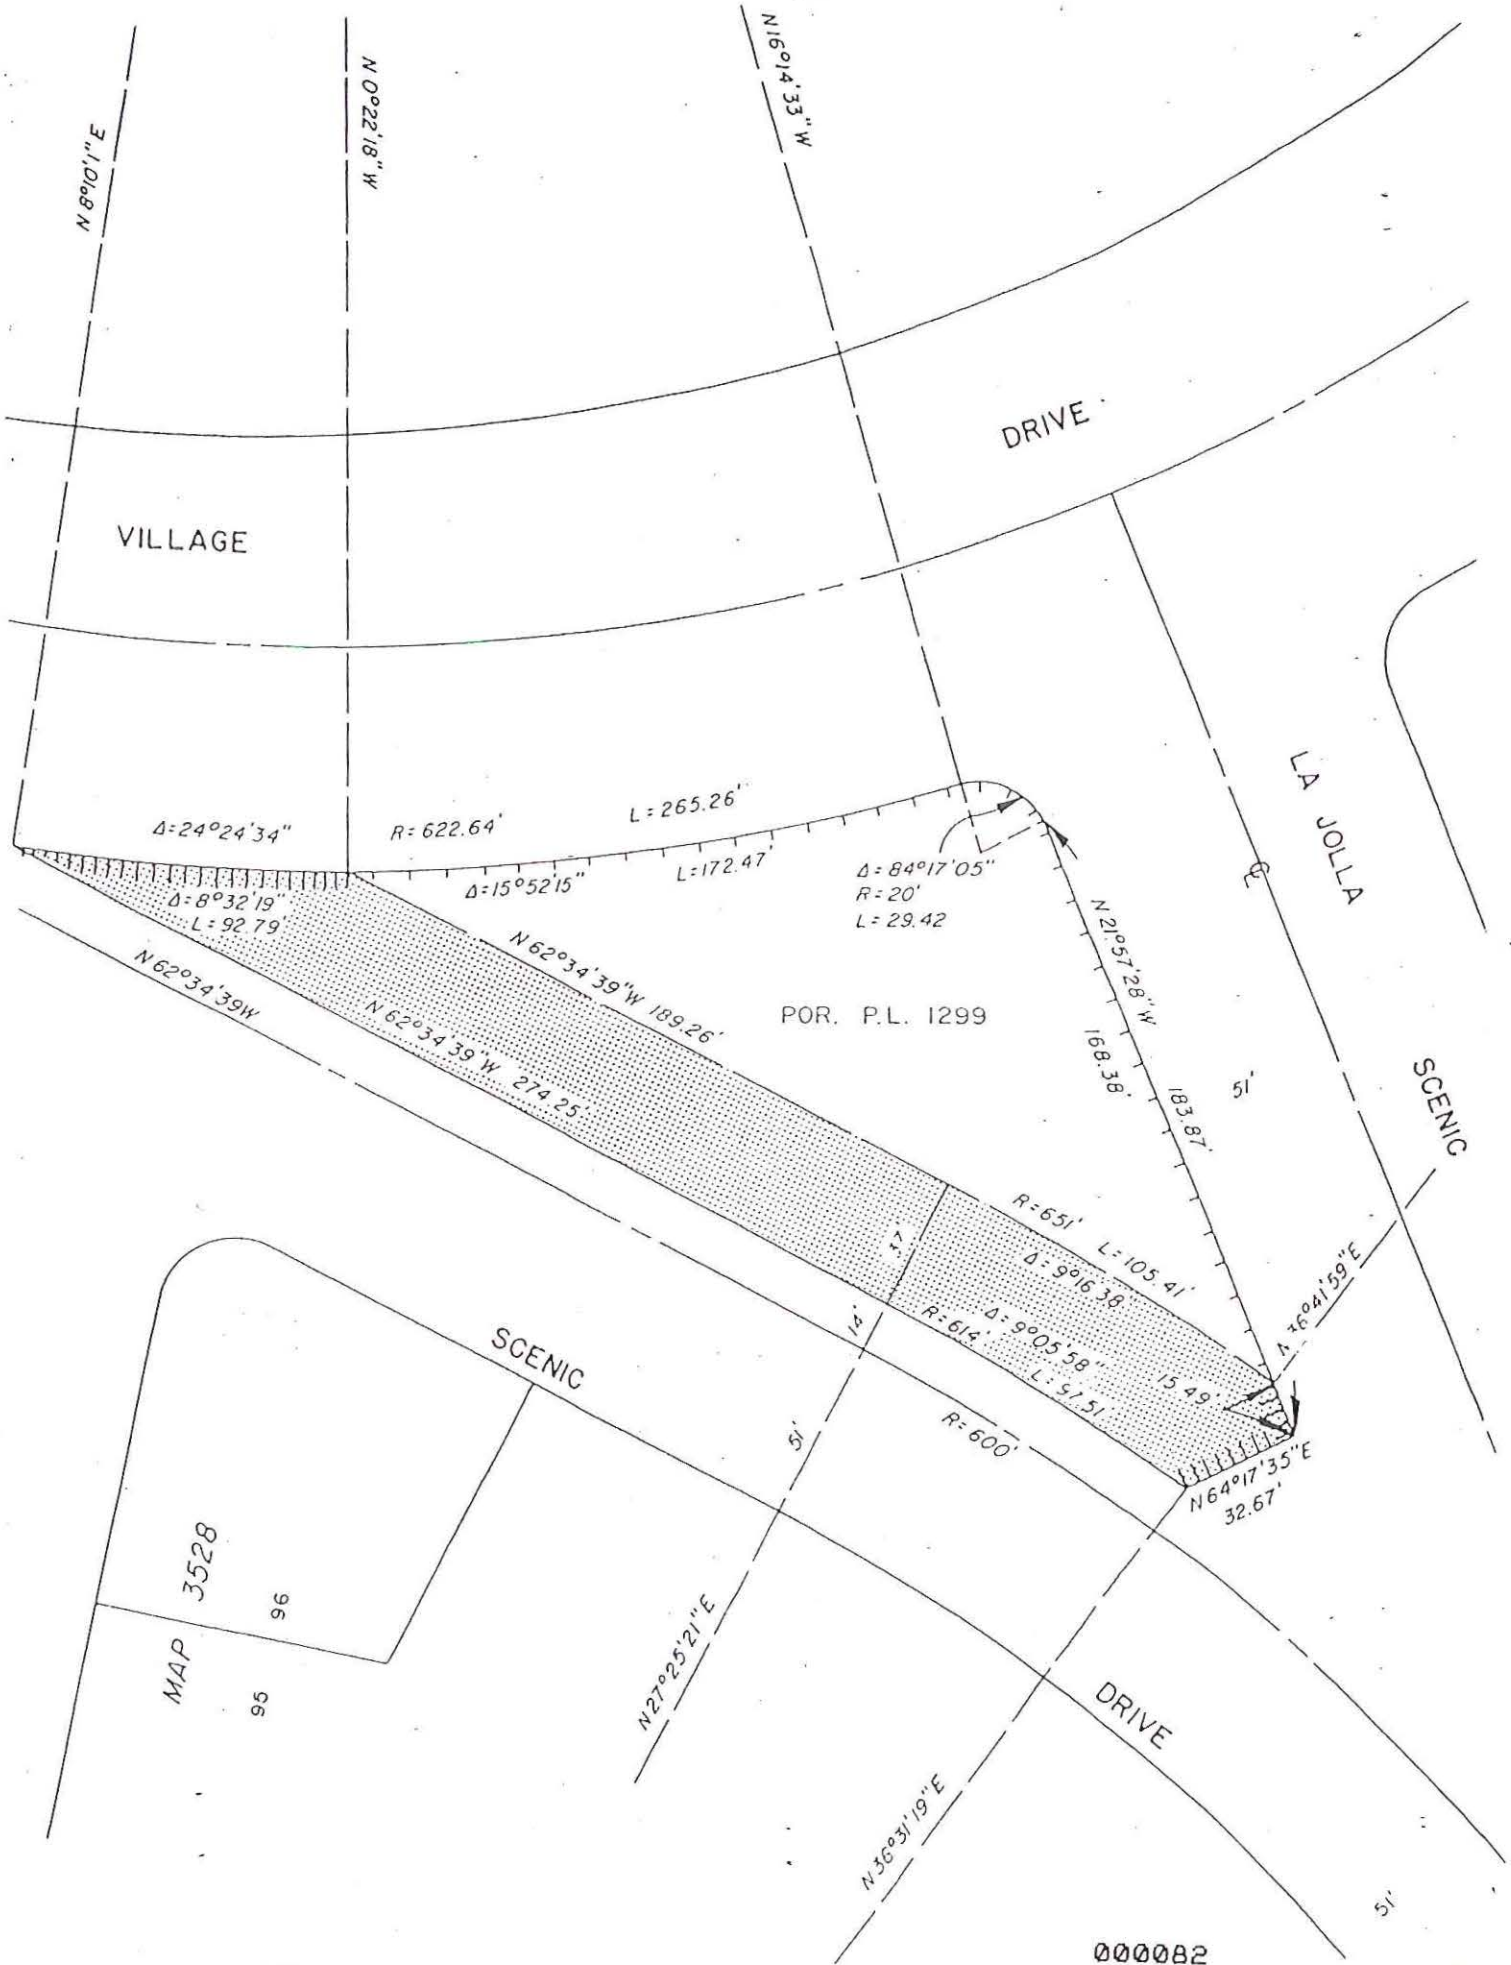 N 8°10'1" E
N 0°22'18" W
N16°14'33" W
DRIVE
VILLAGE
LA JOLLA
SCENIC
Δ=24°24'34"
R=622.64'
L=265.26'
Δ=8°32'19"
L=92.79'
Δ=15°52'15"
L=172.47'
Δ=84°17'05"
R=20'
L=29.42
N 21°57'28" W
168.38'
183.87'
51'
℄
N62°34'39"W 189.26'
POR. P.L. 1299
N62°34'39W
N62°34'39"W 274.25'
R=651'
L=105.41'
Δ=9°16'38"
37'
14'
R=614'
Δ=9°05'58"
L=97.51'
15.49'
N64°17'35"E
32.67'
R=600'
51'
SCENIC
MAP 3528
96
95
N27°25'21"E
N36°31'19"E
DRIVE
51'
000082